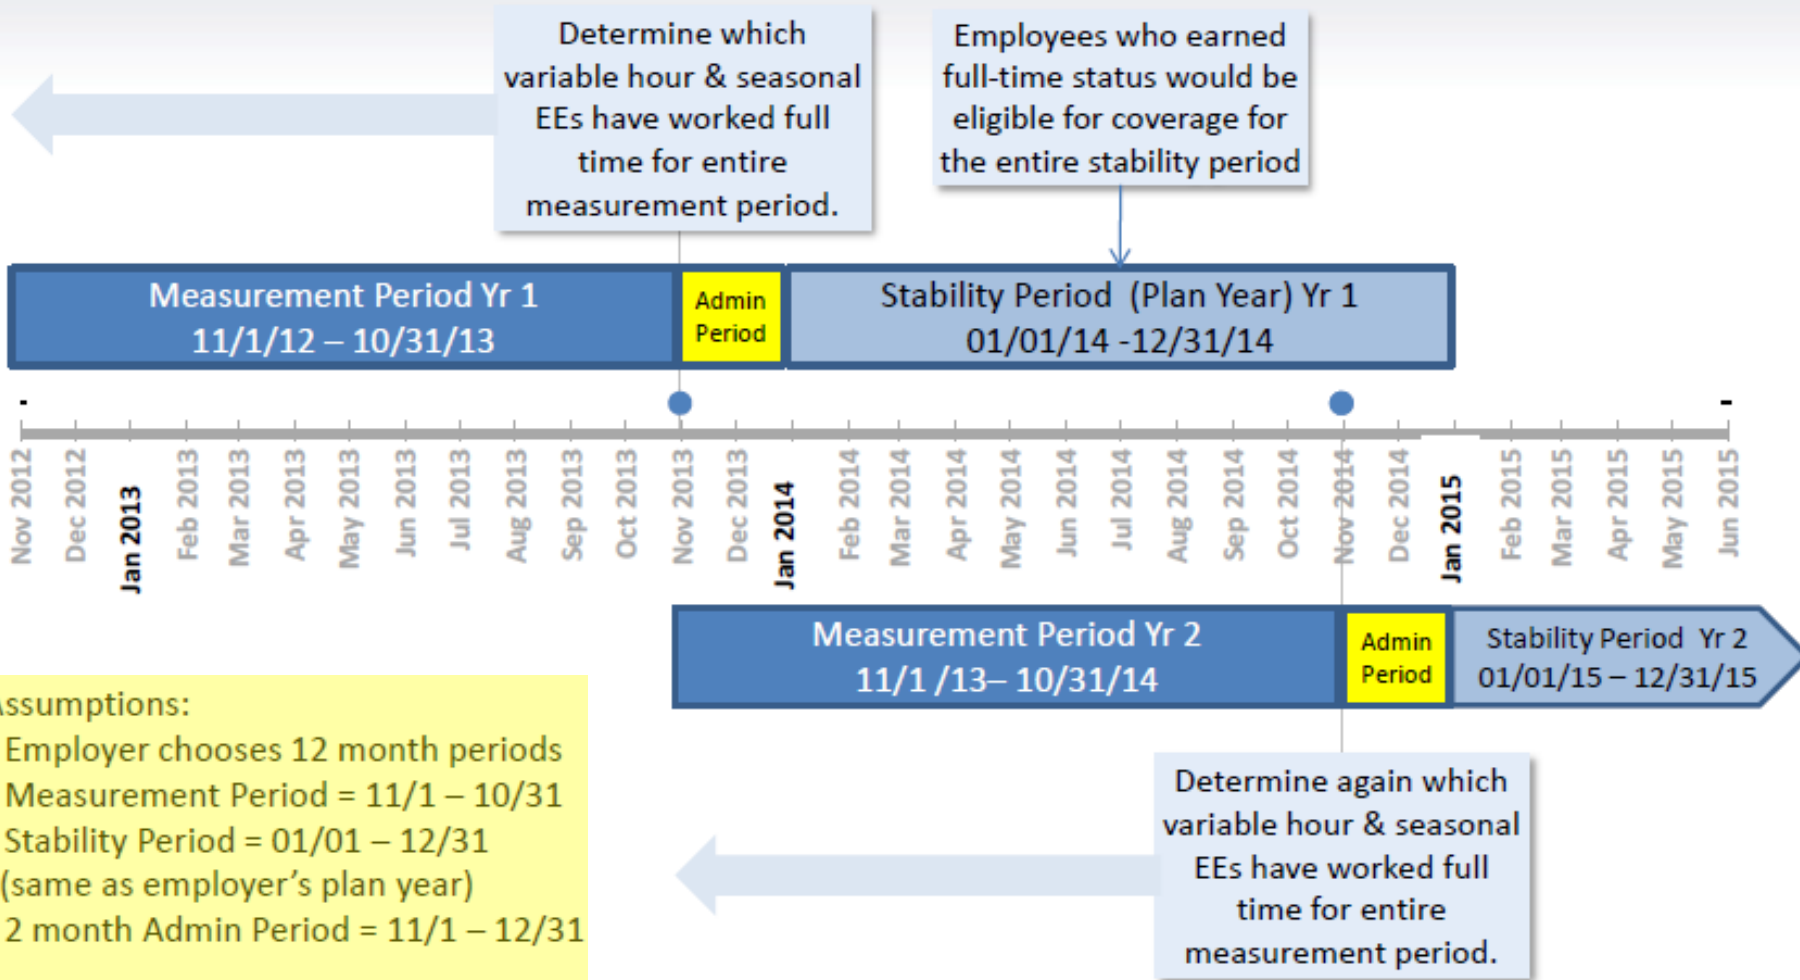 Determine which
variable hour & seasonal
EEs have worked full
time for entire
measurement period.
Employees who earned
full-time status would be
eligible for coverage for
the entire stability period
Measurement Period Yr 1
11/1/12 – 10/31/13
Admin
Period
Stability Period (Plan Year) Yr 1
01/01/14 -12/31/14
Nov 2012
Dec 2012
Jan 2013
Feb 2013
Mar 2013
Apr 2013
May 2013
Jun 2013
Jul 2013
Aug 2013
Sep 2013
Oct 2013
Nov 2013
Dec 2013
Jan 2014
Feb 2014
Mar 2014
Apr 2014
May 2014
Jun 2014
Jul 2014
Aug 2014
Sep 2014
Oct 2014
Nov 2014
Dec 2014
Jan 2015
Feb 2015
Mar 2015
Apr 2015
May 2015
Jun 2015
Measurement Period Yr 2
11/1 /13– 10/31/14
Admin
Period
Stability Period Yr 2
01/01/15 – 12/31/15
Assumptions:
Employer chooses 12 month periods
Measurement Period = 11/1 – 10/31
Stability Period = 01/01 – 12/31
(same as employer’s plan year)
2 month Admin Period = 11/1 – 12/31
Determine again which
variable hour & seasonal
EEs have worked full
time for entire
measurement period.